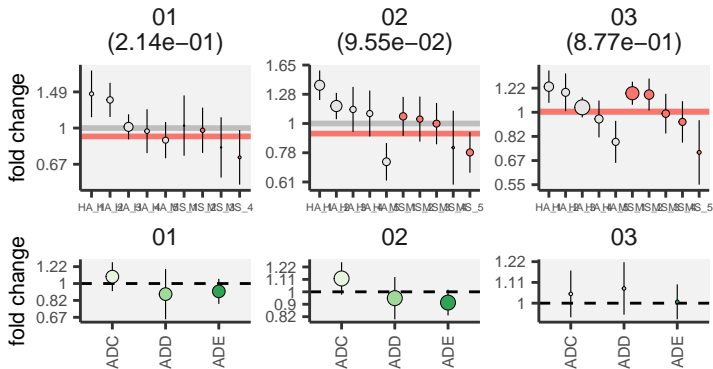 01 02 03
(2.14e−01) (9.55e−02) (8.77e−01)
fold change
1.49
1
0.67
1.65
1.28
1
0.78
0.61
1.22
1
0.82
0.67
0.55
HA_1
MS_4
HA_1
MS_5
HA_1
MS_5
01 02 03
fold change
1.22
1
0.82
0.67
1.22
1.11
1
0.9
0.82
1.22
1.11
1
ADC ADD ADE ADC ADD ADE ADC ADD ADE